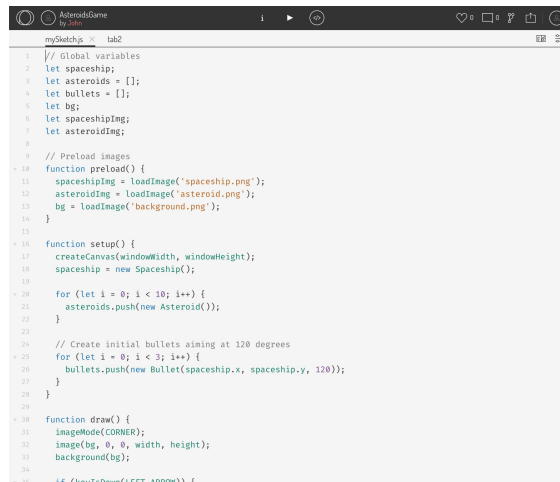 AsteroidsGame
by John
0
0
mySketch.js
tab2
1 // Global variables
2 let spaceship;
3 let asteroids = [];
4 let bullets = [];
5 let bg;
6 let spaceshipImg;
7 let asteroidImg;
8
9 // Preload images
10 function preload() {
11   spaceshipImg = loadImage('spaceship.png');
12   asteroidImg = loadImage('asteroid.png');
13   bg = loadImage('background.png');
14 }
15
16 function setup() {
17   createCanvas(windowWidth, windowHeight);
18   spaceship = new Spaceship();
19
20   for (let i = 0; i < 10; i++) {
21     asteroids.push(new Asteroid());
22   }
23
24   // Create initial bullets aiming at 120 degrees
25   for (let i = 0; i < 3; i++) {
26     bullets.push(new Bullet(spaceship.x, spaceship.y, 120));
27   }
28 }
29
30 function draw() {
31   imageMode(CORNER);
32   image(bg, 0, 0, width, height);
33   background(bg);
34